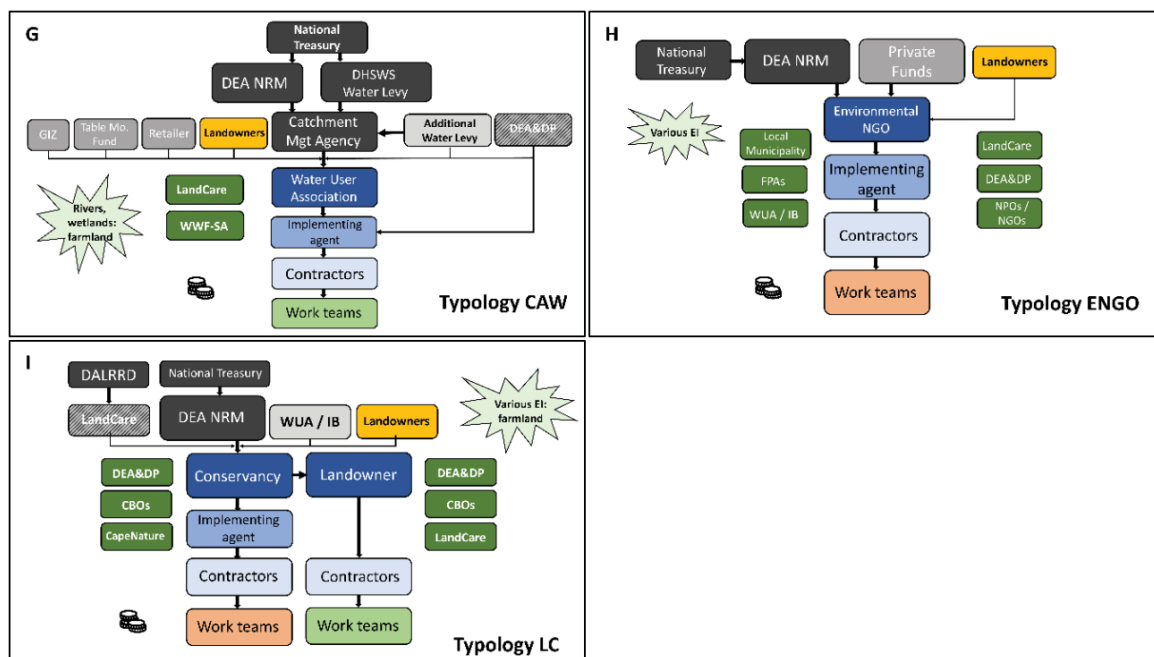 G
National
Treasury
DEA NRM
DHSWS
Water Levy
GIZ
Table Mo.
Fund
Retailer
Landowners
Catchment
Mgt Agency
Additional
Water Levy
DEA&DP
Rivers,
wetlands:
farmland
LandCare
WWF-SA
Water User
Association
Implementing
agent
Contractors
Work teams
Typology CAW
H
National
Treasury
DEA NRM
Private
Funds
Landowners
Various EI
Environmental
NGO
Local
Municipality
FPAs
WUA / IB
Implementing
agent
LandCare
DEA&DP
NPOs /
NGOs
Contractors
Work teams
Typology ENGO
I
DALRRD
National Treasury
LandCare
DEA NRM
WUA / IB
Landowners
Various EI:
farmland
DEA&DP
CBOs
CapeNature
Conservancy
Landowner
DEA&DP
CBOs
LandCare
Implementing
agent
Contractors
Contractors
Work teams
Work teams
Typology LC